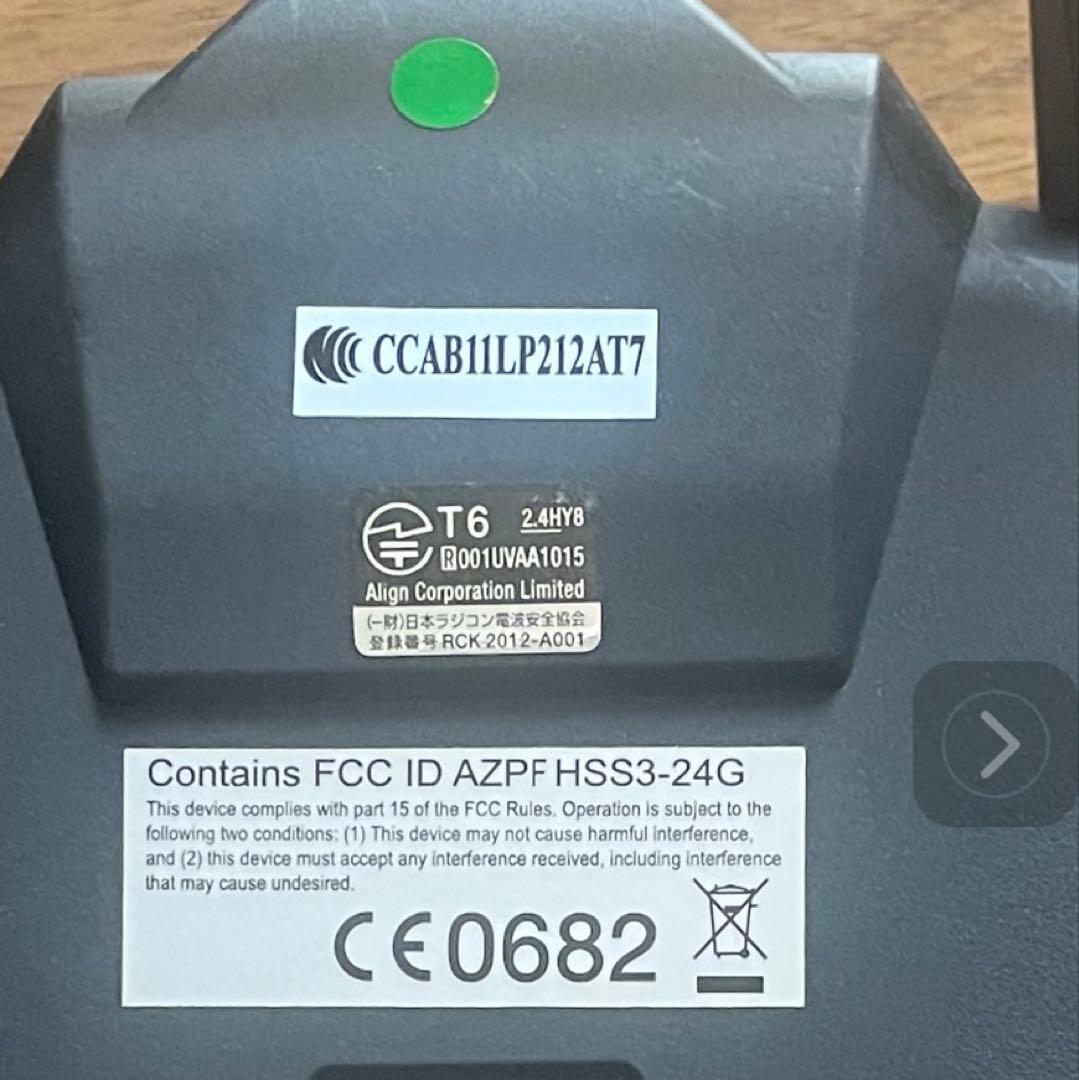 CCAB11LP212AT7
T6 2.4HY8
R001UVAA1015
Align Corporation Limited
(一財)日本ラジコン電波安全協会
登録番号 RCK 2012-A001
Contains FCC ID AZPF HSS3-24G
This device complies with part 15 of the FCC Rules. Operation is subject to the
following two conditions: (1) This device may not cause harmful interference,
and (2) this device must accept any interference received, including interference
that may cause undesired.
CE0682